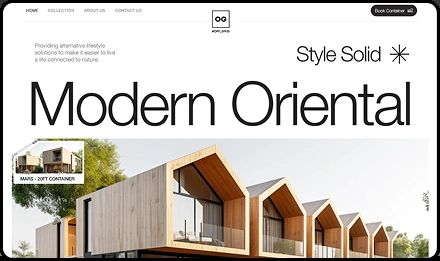 HOME COLLECTION ABOUT US CONTACT US
OG
Book Container
Providing alternative lifestyle
solutions to make it easier to live
a life connected to nature.
Style Solid
Modern Oriental
MARS - 20FT CONTAINER